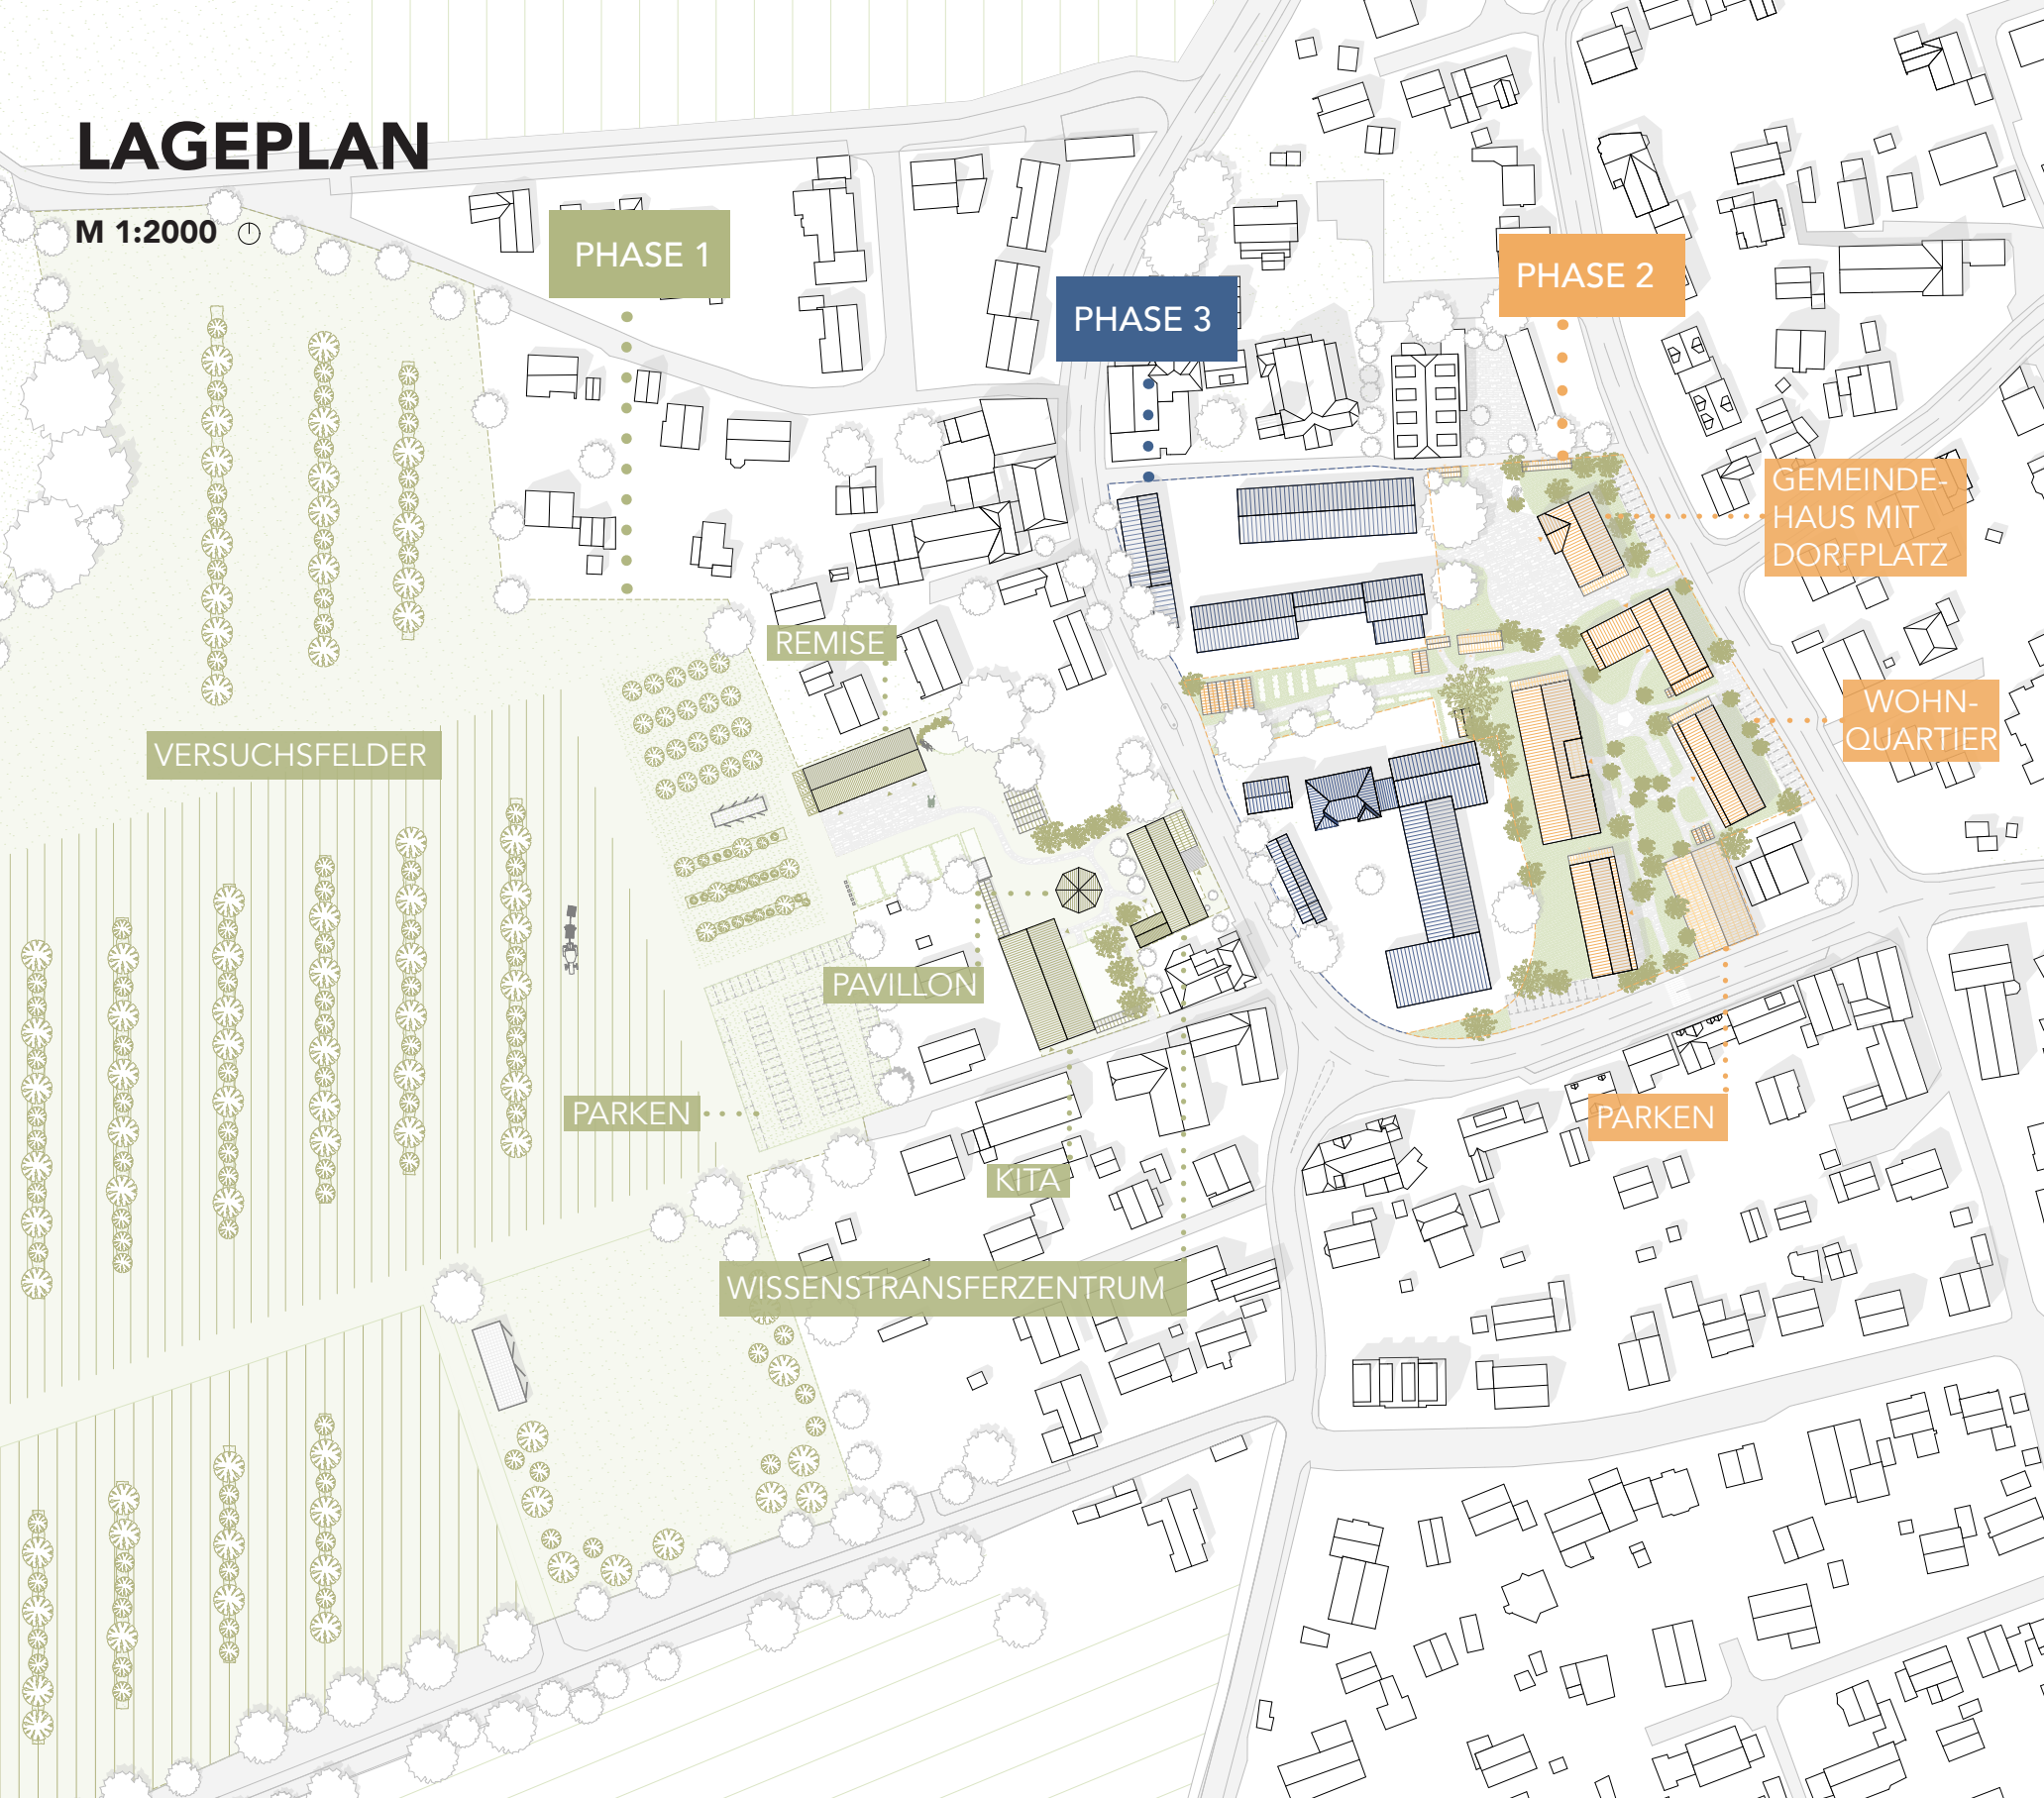 LAGEPLAN
M 1:2000
PHASE 1
PHASE 3
PHASE 2
GEMEINDE-
HAUS MIT
DORFPLATZ
REMISE
WOHN-
QUARTIER
VERSUCHSFELDER
PAVILLON
PARKEN
PARKEN
KITA
WISSENSTRANSFERZENTRUM